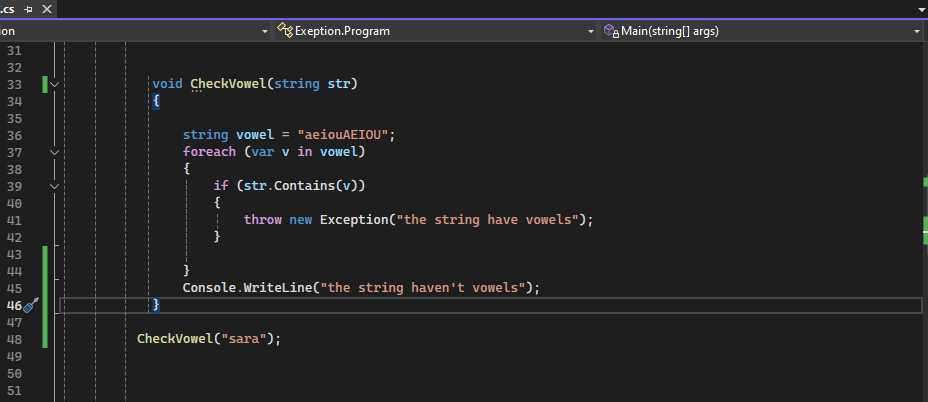 .cs
ion Exeption.Program Main(string[] args)
31
32
33 void CheckVowel(string str)
34 {
35
36 string vowel = "aeiouAEIOU";
37 foreach (var v in vowel)
38 {
39 if (str.Contains(v))
40 {
41 throw new Exception("the string have vowels");
42 }
43
44 }
45 Console.WriteLine("the string haven't vowels");
46 }
47
48 CheckVowel("sara");
49
50
51